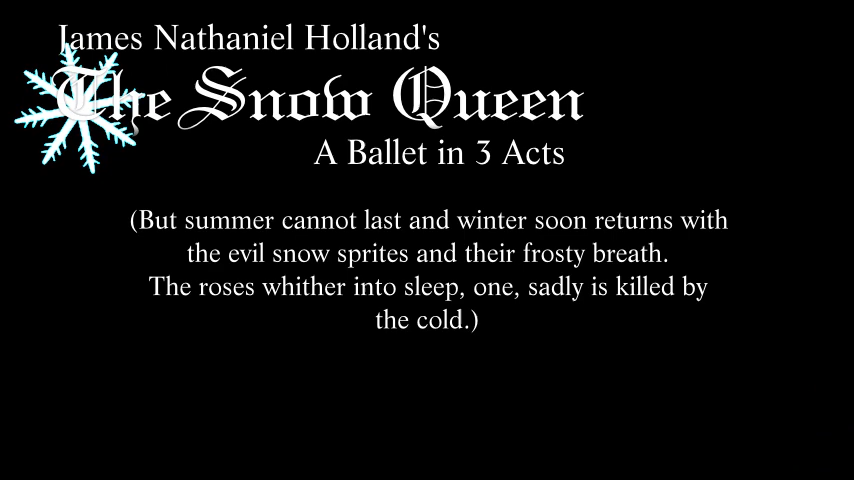 James Nathaniel Holland's
The Snow Queen
A Ballet in 3 Acts
(But summer cannot last and winter soon returns with
the evil snow sprites and their frosty breath.
The roses whither into sleep, one, sadly is killed by
the cold.)